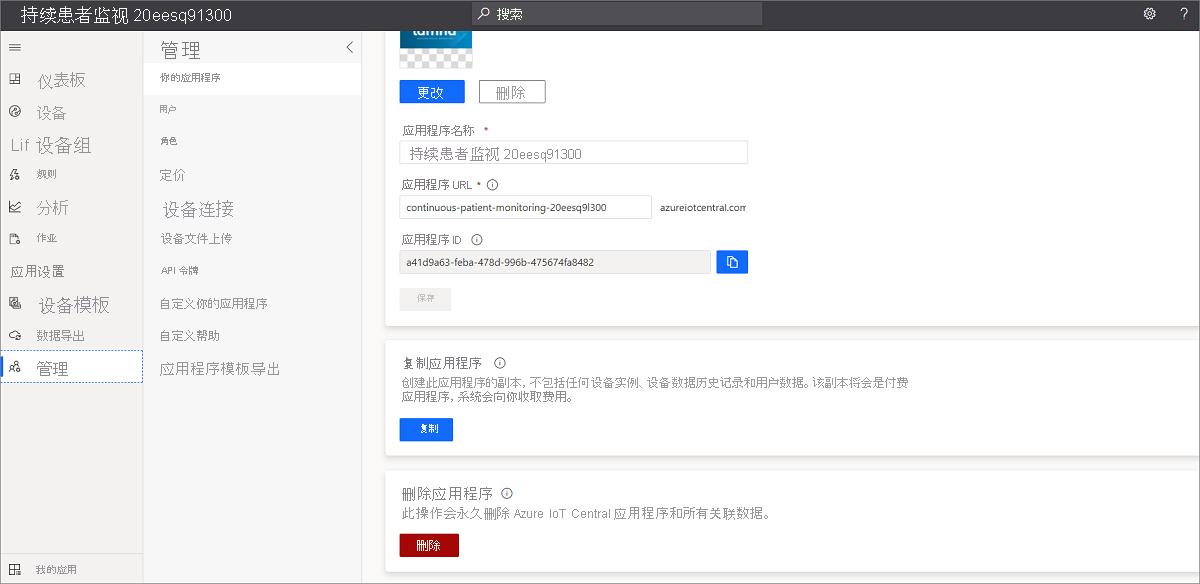 持续患者监视 20eesq91300
搜索
?
仪表板
设备
Lif 设备组
规则
分析
作业
应用设置
设备模板
数据导出
管理
我的应用
管理
你的应用程序
用户
角色
定价
设备连接
设备文件上传
API 令牌
自定义你的应用程序
自定义帮助
应用程序模板导出
更改
删除
应用程序名称 *
持续患者监视 20eesq91300
应用程序 URL *
continuous-patient-monitoring-20eesq9l300
azureiotcentral.com
应用程序 ID
a41d9a63-feba-478d-996b-475674fa8482
保存
复制应用程序
创建此应用程序的副本, 不包括任何设备实例、设备数据历史记录和用户数据。该副本将会是付费
应用程序, 系统会向你收取费用。
复制
删除应用程序
此操作会永久删除 Azure IoT Central 应用程序和所有关联数据。
删除